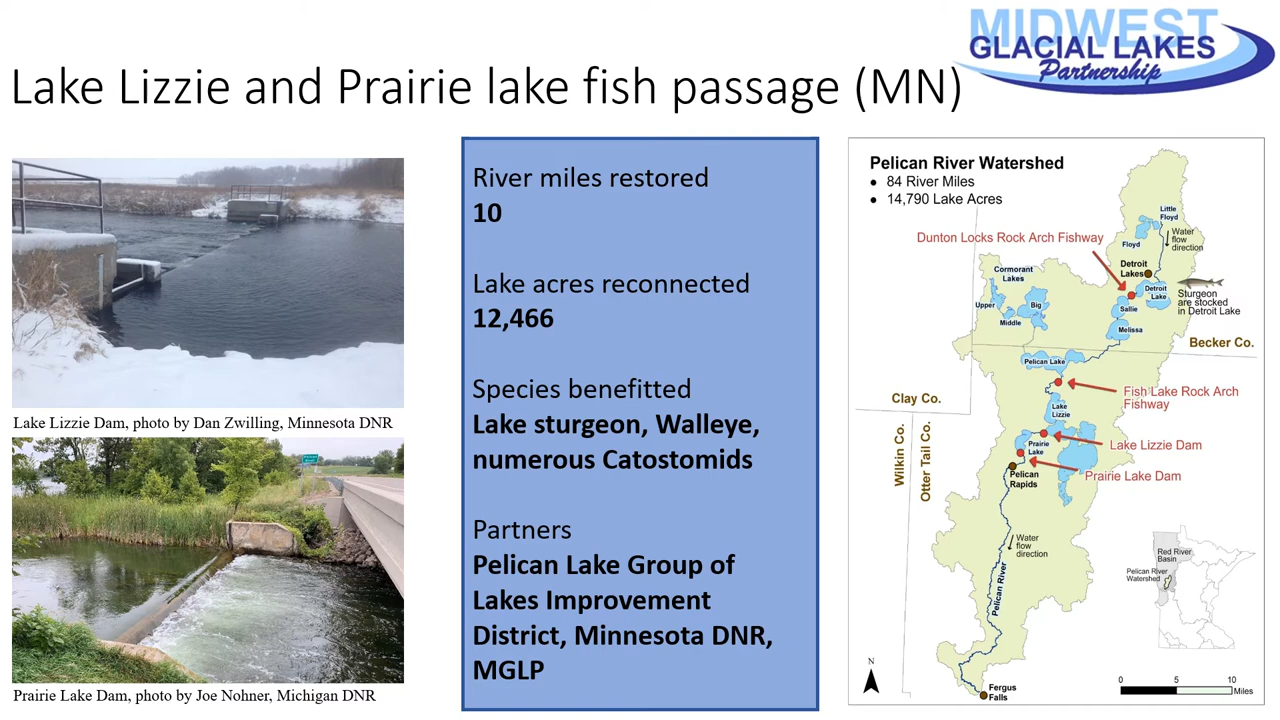 MIDWEST
GLACIAL LAKES
Partnership
Lake Lizzie and Prairie lake fish passage (MN)
Lake Lizzie Dam, photo by Dan Zwilling, Minnesota DNR
Prairie Lake Dam, photo by Joe Nohner, Michigan DNR
River miles restored
10
Lake acres reconnected
12,466
Species benefitted
Lake sturgeon, Walleye,
numerous Catostomids
Partners
Pelican Lake Group of
Lakes Improvement
District, Minnesota DNR,
MGLP
Pelican River Watershed
• 84 River Miles
• 14,790 Lake Acres
Little
Floyd
Floyd
Water
flow
direction
Dunton Locks Rock Arch Fishway
Detroit
Lakes
Detroit
Lake
Sturgeon
are stocked
in Detroit Lake
Cormorant
Lakes
Upper
Big
Middle
Sallie
Melissa
Becker Co.
Pelican Lake
Fish Lake Rock Arch
Fishway
Clay Co.
Lake
Lizzie
Wilkin Co.
Otter Tail Co.
Prairie
Lake
Lake Lizzie Dam
Prairie Lake Dam
Pelican
Rapids
Water
flow
direction
Pelican River
Red River
Basin
Pelican River
Watershed
N
Fergus
Falls
0 5 10
Miles